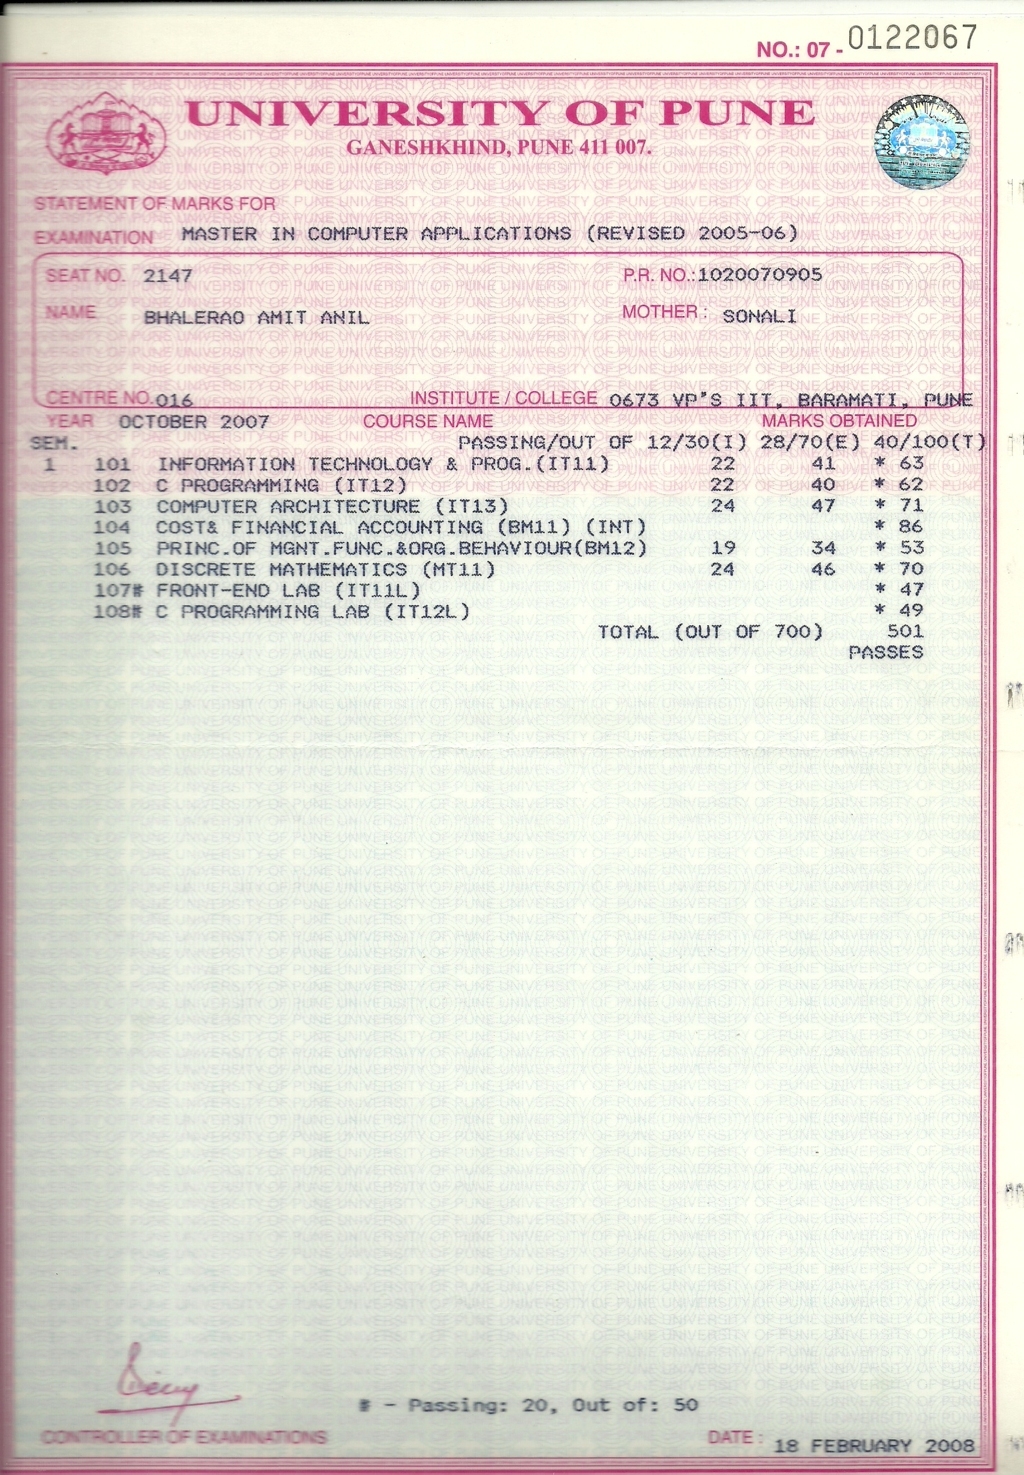 NO.: 07 - 0122067
UNIVERSITY OF PUNE
GANESHKHIND, PUNE 411 007.
STATEMENT OF MARKS FOR
EXAMINATION MASTER IN COMPUTER APPLICATIONS (REVISED 2005-06)
SEAT NO. 2147 P.R. NO.:1020070905
NAME BHALERAO AMIT ANIL MOTHER : SONALI
CENTRE NO.016 INSTITUTE / COLLEGE 0673 VP'S IIT, BARAMATI, PUNE
YEAR OCTOBER 2007 COURSE NAME MARKS OBTAINED
SEM. PASSING/OUT OF 12/30(I) 28/70(E) 40/100(T)
1 101 INFORMATION TECHNOLOGY & PROG.(IT11) 22 41 * 63
102 C PROGRAMMING (IT12) 22 40 * 62
103 COMPUTER ARCHITECTURE (IT13) 24 47 * 71
104 COST& FINANCIAL ACCOUNTING (BM11) (INT) * 86
105 PRINC.OF MGNT.FUNC.&ORG.BEHAVIOUR(BM12) 19 34 * 53
106 DISCRETE MATHEMATICS (MT11) 24 46 * 70
107# FRONT-END LAB (IT11L) * 47
108# C PROGRAMMING LAB (IT12L) * 49
TOTAL (OUT OF 700) 501
PASSES
# - Passing: 20, Out of: 50
CONTROLLER OF EXAMINATIONS DATE : 18 FEBRUARY 2008